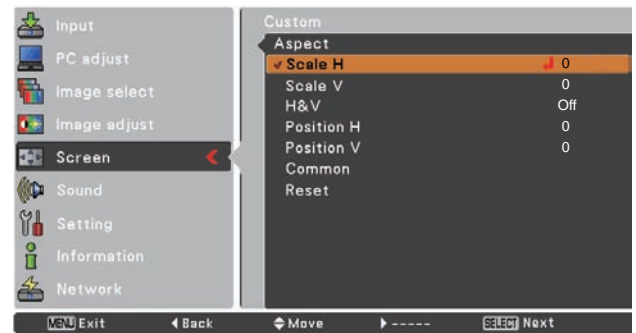 Input
PC adjust
Image select
Image adjust
Screen
Sound
Setting
Information
Network
Custom
Aspect
Scale H 0
Scale V 0
H&V Off
Position H 0
Position V 0
Common
Reset
MENU Exit Back Move ----- SELECT Next